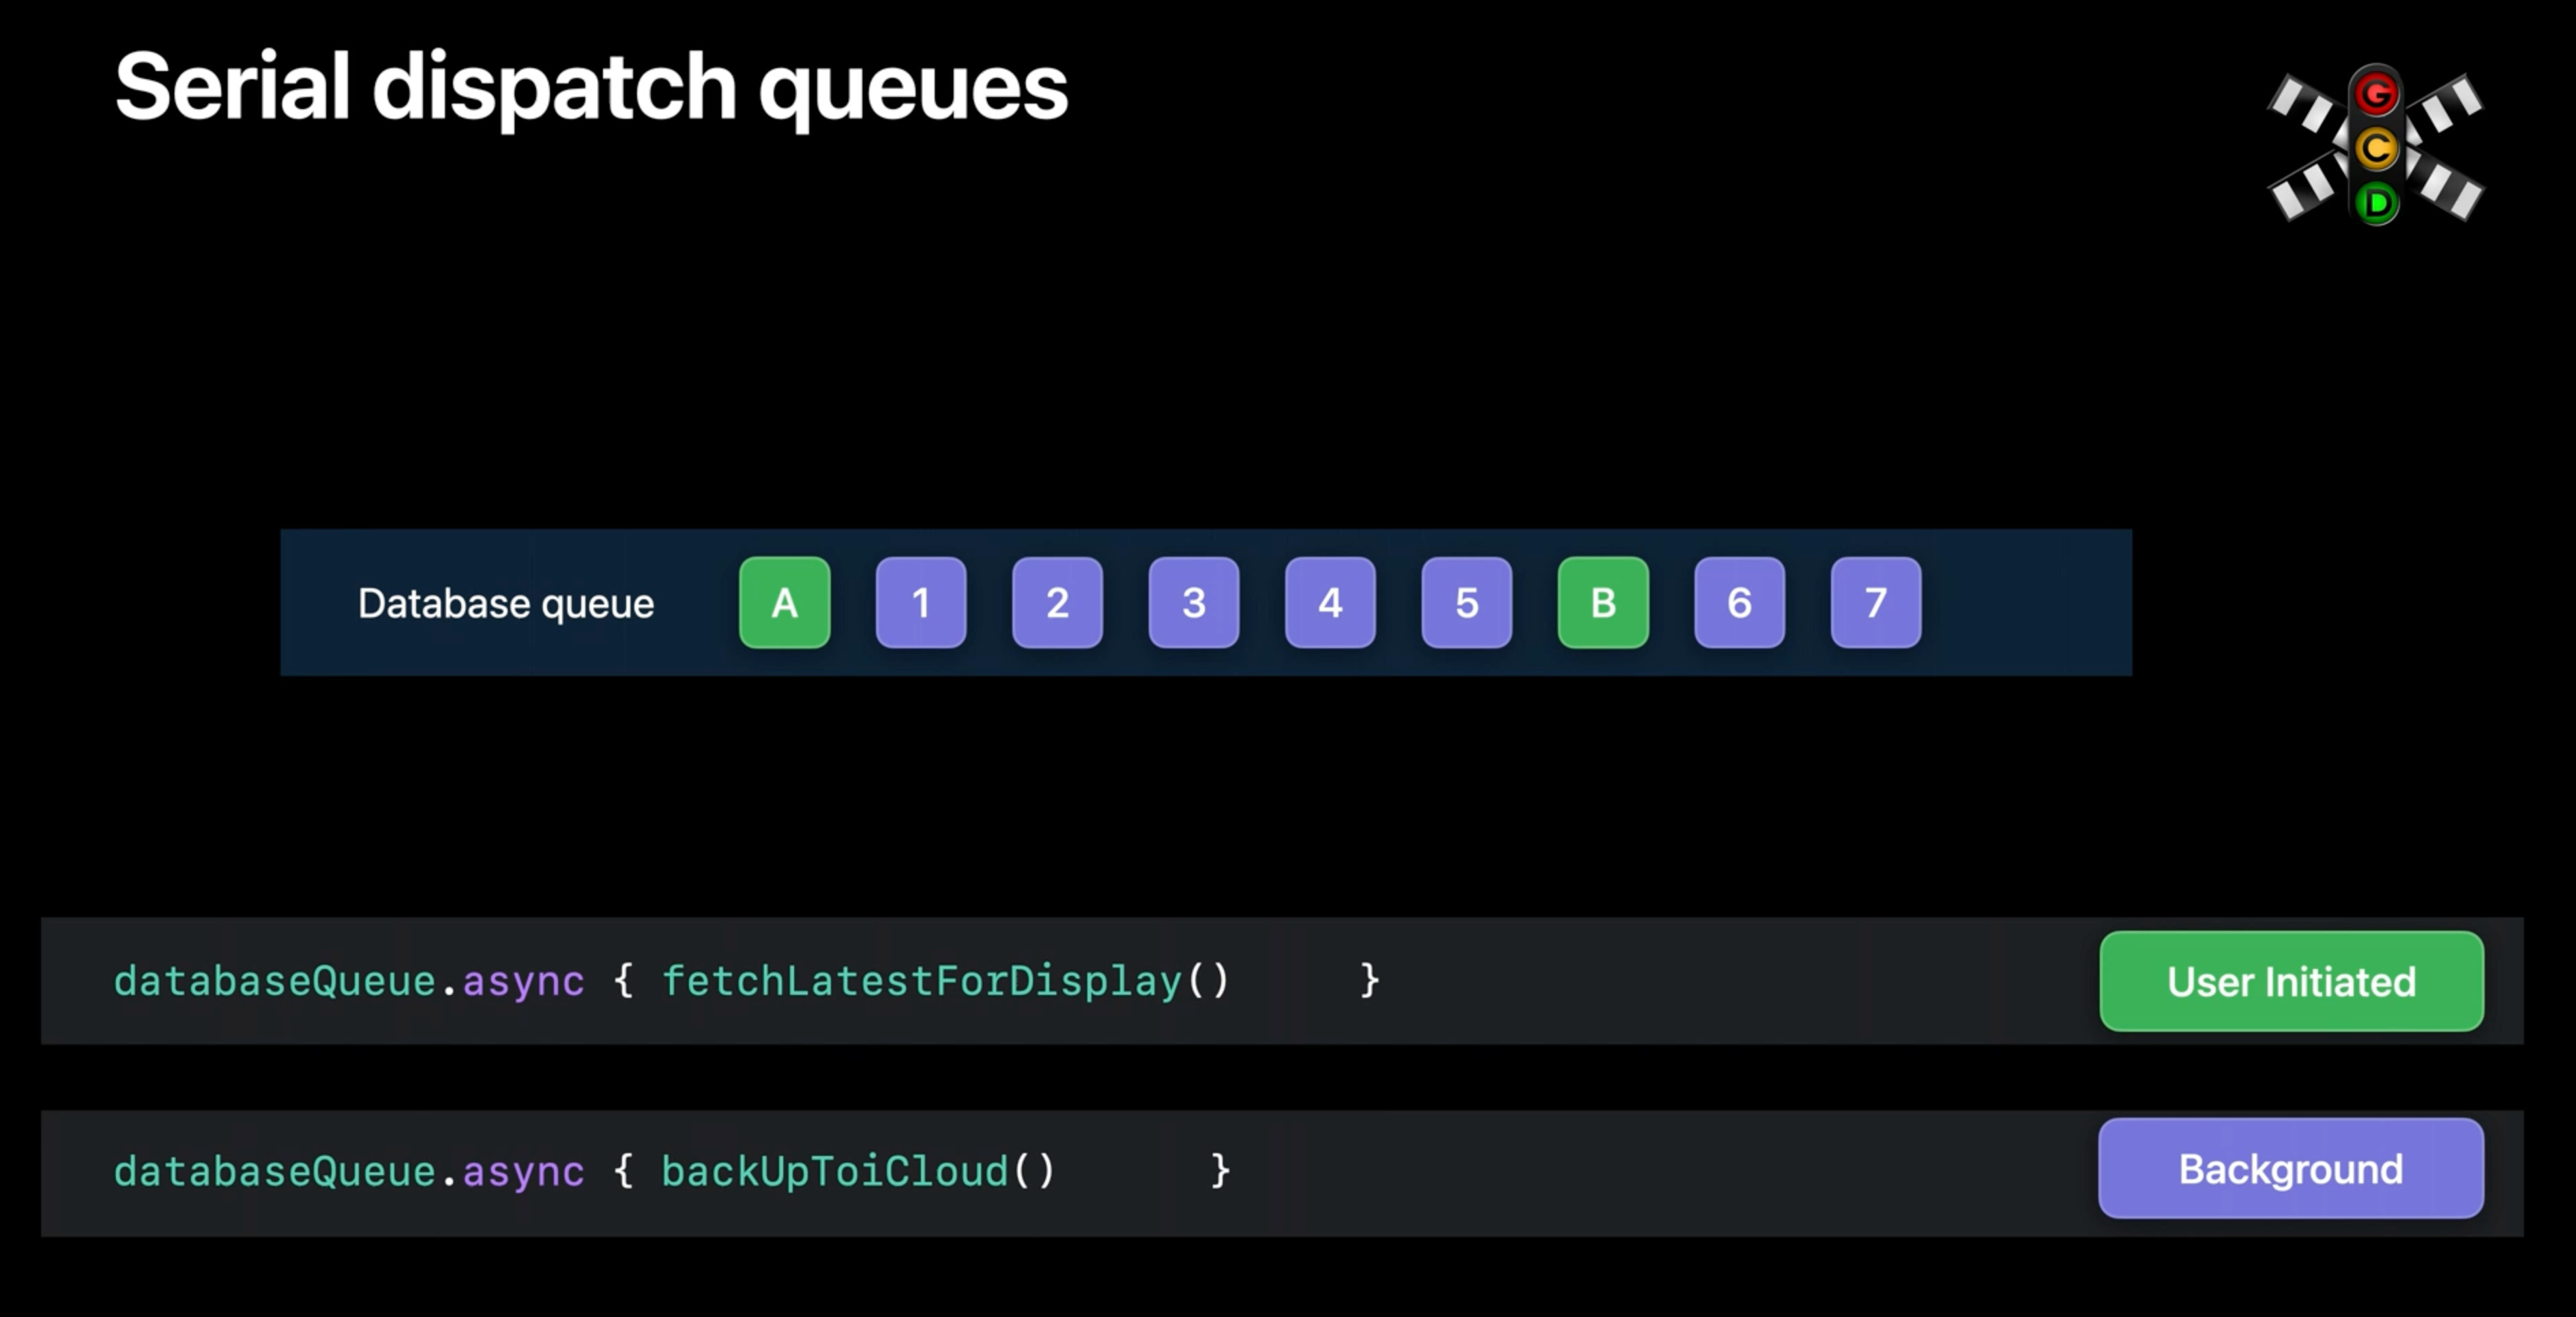 Serial dispatch queues
G
C
D
Database queue A 1 2 3 4 5 B 6 7
databaseQueue.async { fetchLatestForDisplay() } User Initiated
databaseQueue.async { backUpToiCloud() } Background